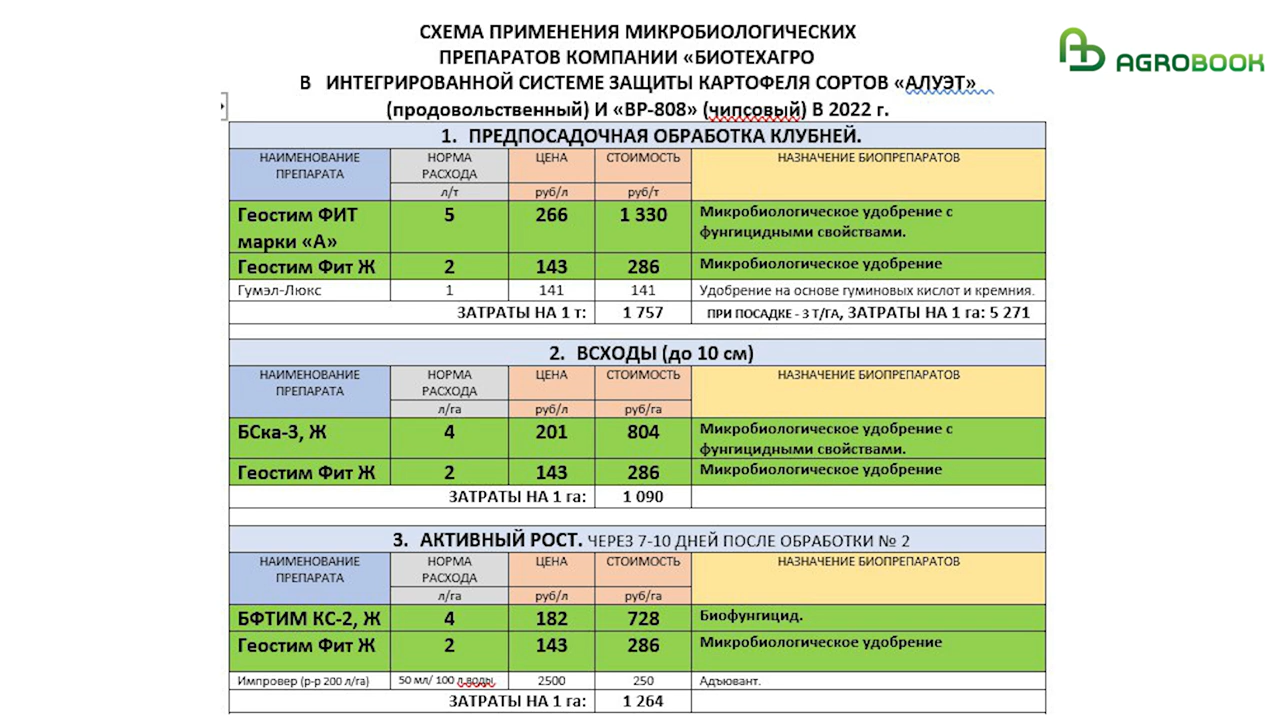 СХЕМА ПРИМЕНЕНИЯ МИКРОБИОЛОГИЧЕСКИХ
ПРЕПАРАТОВ КОМПАНИИ «БИОТЕХАГРО
В ИНТЕГРИРОВАННОЙ СИСТЕМЕ ЗАЩИТЫ КАРТОФЕЛЯ СОРТОВ «АЛУЭТ»
(продовольственный) И «ВР-808» (чипсовый) В 2022 г.
AGROBOOK
1. ПРЕДПОСАДОЧНАЯ ОБРАБОТКА КЛУБНЕЙ.
НАИМЕНОВАНИЕ ПРЕПАРАТА НОРМА РАСХОДА ЦЕНА СТОИМОСТЬ НАЗНАЧЕНИЕ БИОПРЕПАРАТОВ
л/т руб/л руб/т
Геостим ФИТ марки «А» 5 266 1 330 Микробиологическое удобрение с фунгицидными свойствами.
Геостим Фит Ж 2 143 286 Микробиологическое удобрение
Гумэл-Люкс 1 141 141 Удобрение на основе гуминовых кислот и кремния.
ЗАТРАТЫ НА 1 т: 1 757 ПРИ ПОСАДКЕ - 3 Т/ГА, ЗАТРАТЫ НА 1 га: 5 271
2. ВСХОДЫ (до 10 см)
НАИМЕНОВАНИЕ ПРЕПАРАТА НОРМА РАСХОДА ЦЕНА СТОИМОСТЬ НАЗНАЧЕНИЕ БИОПРЕПАРАТОВ
л/га руб/л руб/га
БСка-3, Ж 4 201 804 Микробиологическое удобрение с фунгицидными свойствами.
Геостим Фит Ж 2 143 286 Микробиологическое удобрение
ЗАТРАТЫ НА 1 га: 1 090
3. АКТИВНЫЙ РОСТ. ЧЕРЕЗ 7-10 ДНЕЙ ПОСЛЕ ОБРАБОТКИ № 2
НАИМЕНОВАНИЕ ПРЕПАРАТА НОРМА РАСХОДА ЦЕНА СТОИМОСТЬ НАЗНАЧЕНИЕ БИОПРЕПАРАТОВ
л/га руб/л руб/га
БФТИМ КС-2, Ж 4 182 728 Биофунгицид.
Геостим Фит Ж 2 143 286 Микробиологическое удобрение
Импровер (р-р 200 л/га) 50 мл/ 100 л воды 2500 250 Адъювант.
ЗАТРАТЫ НА 1 га: 1 264